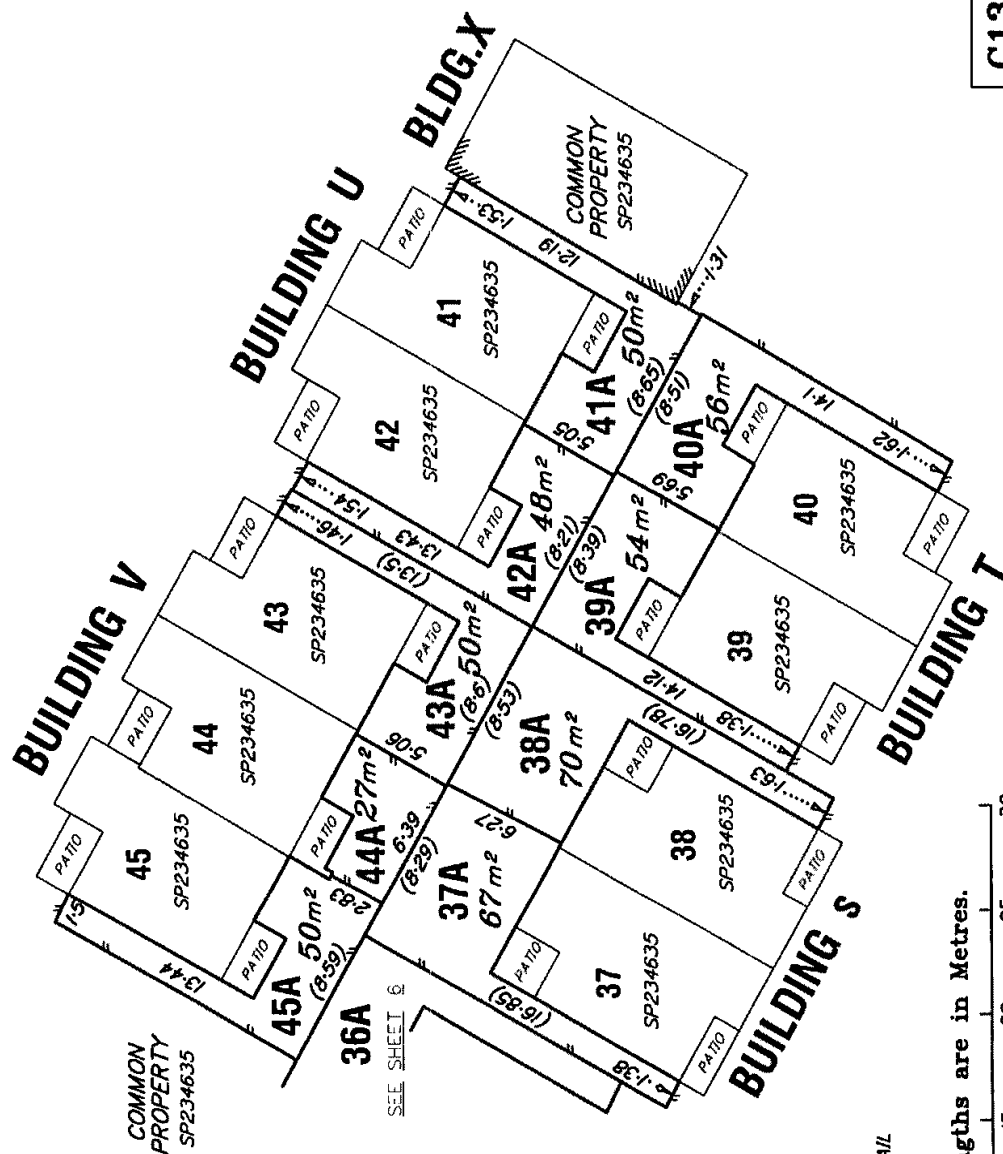 C13
BLDG.X
COMMON
PROPERTY
SP234635
BUILDING U
PATIO
41
SP234635
PATIO
1·53
12·19
1·31
PATIO
42
SP234635
PATIO
41A 50m²
(8·65)
5·05
42A 48m²
(8·21)
1·54
13·43
BUILDING V
PATIO
43
SP234635
PATIO
1·46
(13·5)
43A 50m²
(8·6)
5·06
PATIO
44
SP234635
PATIO
44A 27m²
6·39
2·83
PATIO
45
SP234635
PATIO
45A 50m²
(8·59)
1·5
13·44
COMMON
PROPERTY
SP234635
36A
SEE SHEET 6
(8·51)
40A
56m²
5·69
PATIO
40
SP234635
PATIO
14·1
1·62
(8·39)
39A
54m²
PATIO
39
SP234635
PATIO
14·12
1·38
BUILDING T
(8·53)
38A
70m²
6·27
(16·78)
1·63
PATIO
38
SP234635
PATIO
(8·29)
37A
67m²
PATIO
37
SP234635
PATIO
(16·85)
1·38
BUILDING S
gths are in Metres.